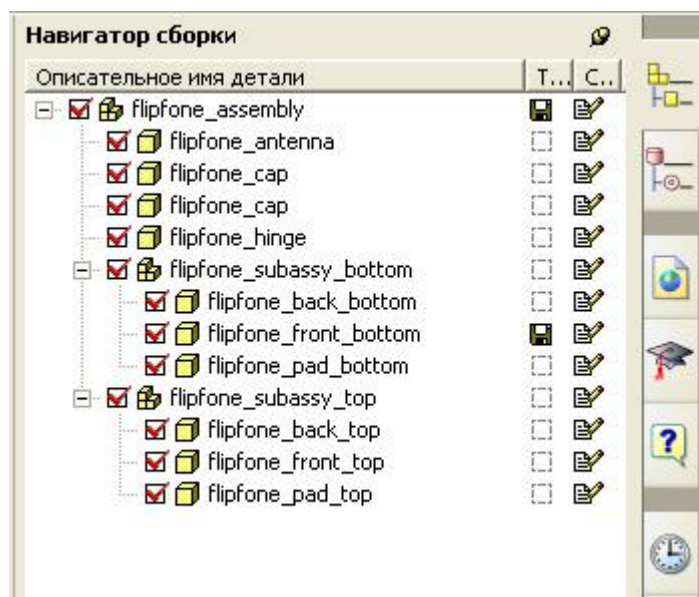 Навигатор сборки
Описательное имя детали Т... С..
flipfone_assembly
flipfone_antenna
flipfone_cap
flipfone_cap
flipfone_hinge
flipfone_subassy_bottom
flipfone_back_bottom
flipfone_front_bottom
flipfone_pad_bottom
flipfone_subassy_top
flipfone_back_top
flipfone_front_top
flipfone_pad_top